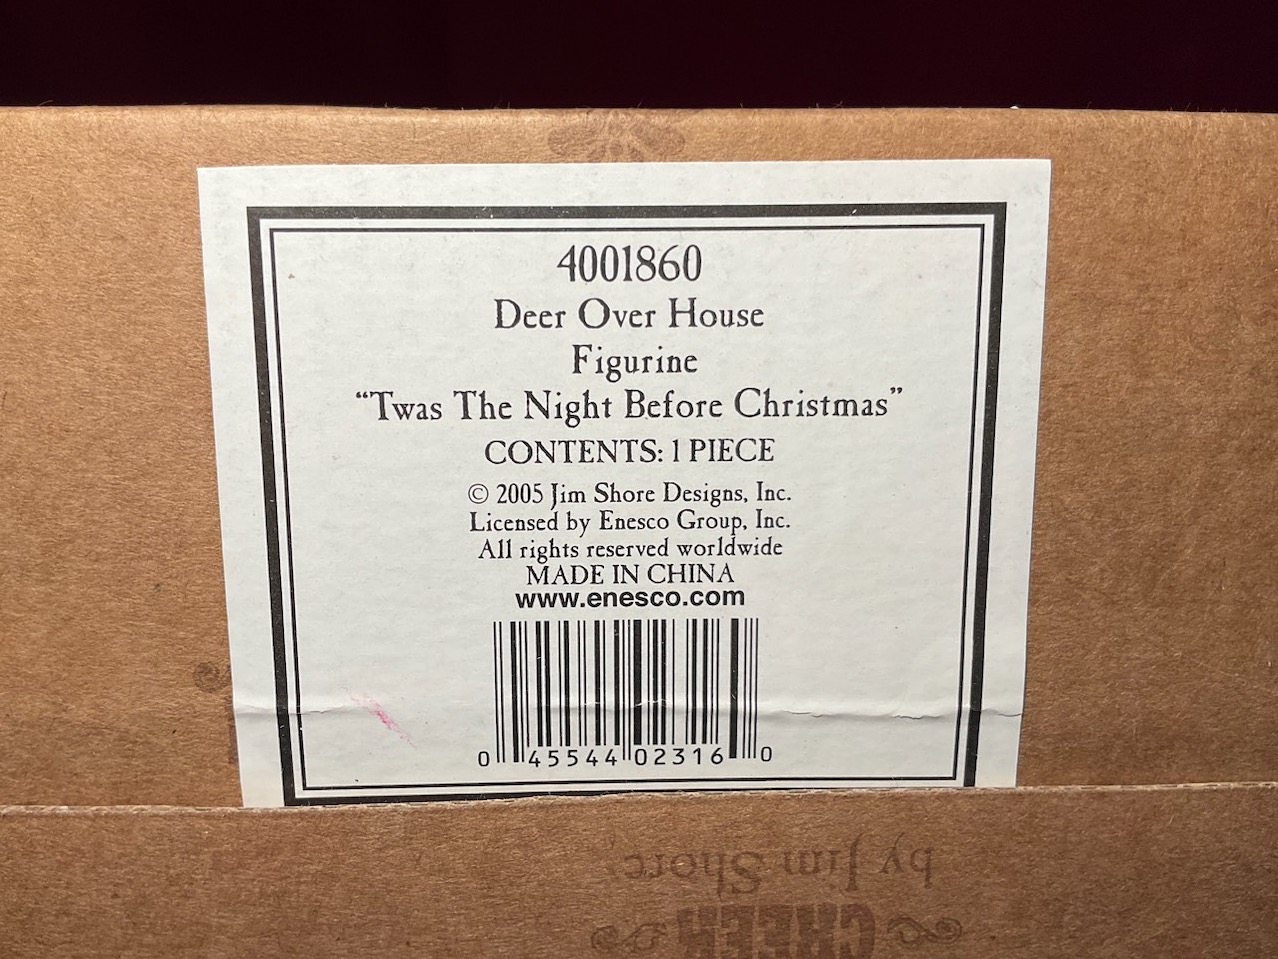 4001860
Deer Over House
Figurine
“Twas The Night Before Christmas”
CONTENTS: 1 PIECE
© 2005 Jim Shore Designs, Inc.
Licensed by Enesco Group, Inc.
All rights reserved worldwide
MADE IN CHINA
www.enesco.com
0 45544 02316 0
by Jim Shore
CREEK